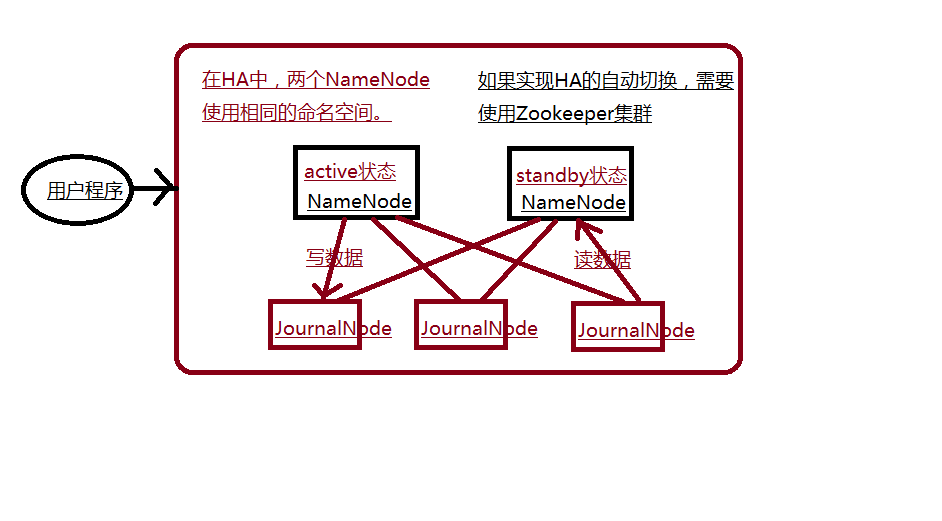 在HA中，两个NameNode
使用相同的命名空间。
如果实现HA的自动切换，需要
使用Zookeeper集群
用户程序
active状态
NameNode
standby状态
NameNode
写数据
读数据
JournalNode
JournalNode
JournalNode